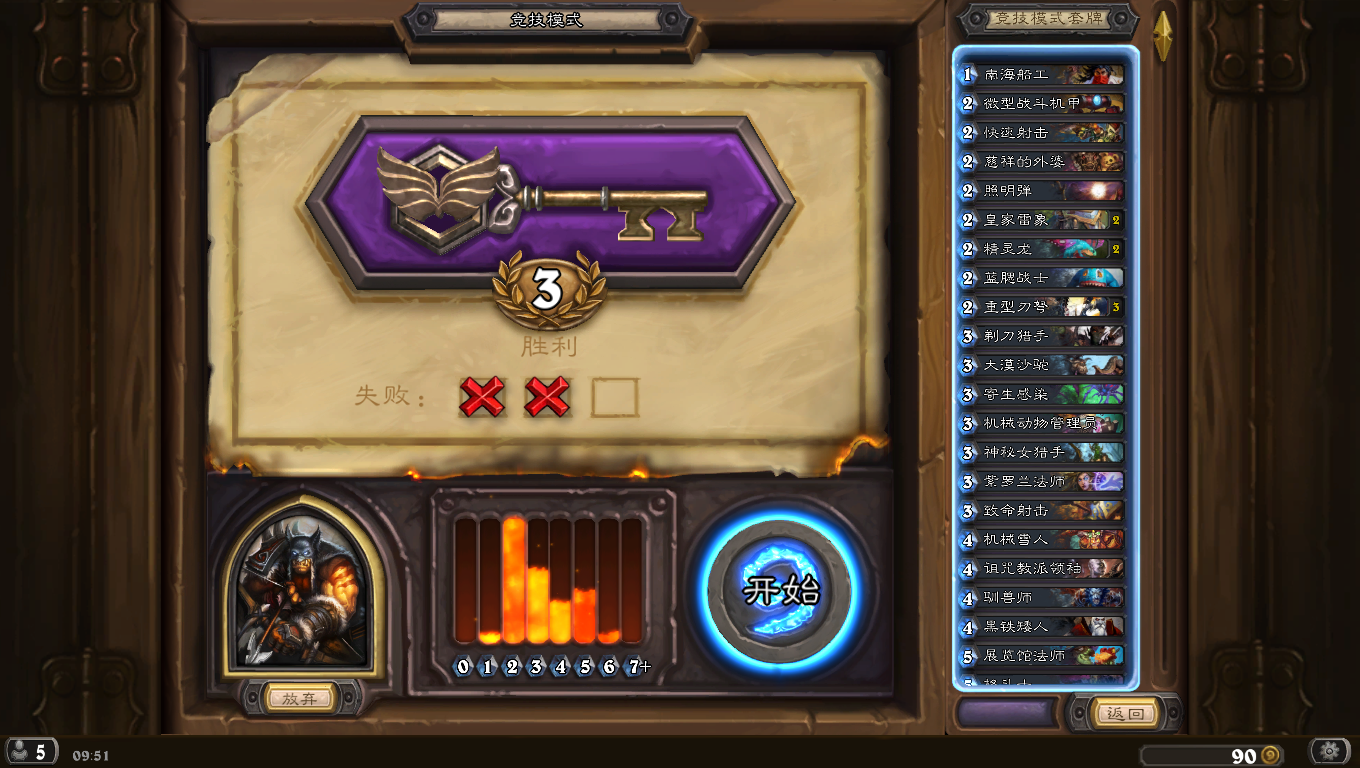 竞技模式
竞技模式套牌
3
胜利
失败：
0 1 2 3 4 5 6 7+
开始
放弃
1 南海船工
2 微型战斗机甲
2 快速射击
2 慈祥的外婆
2 照明弹
2 皇家雷象 2
2 精灵龙 2
2 蓝腮战士
2 重型刃弩 3
3 剃刀猎手
3 大漠沙驼
3 寄生感染
3 机械动物管理员
3 神秘女猎手
3 紫罗兰法师
3 致命射击
4 机械雪人
4 诅咒教派领袖
4 驯兽师
4 黑铁矮人
5 展览馆法师
返回
5
09:51
90